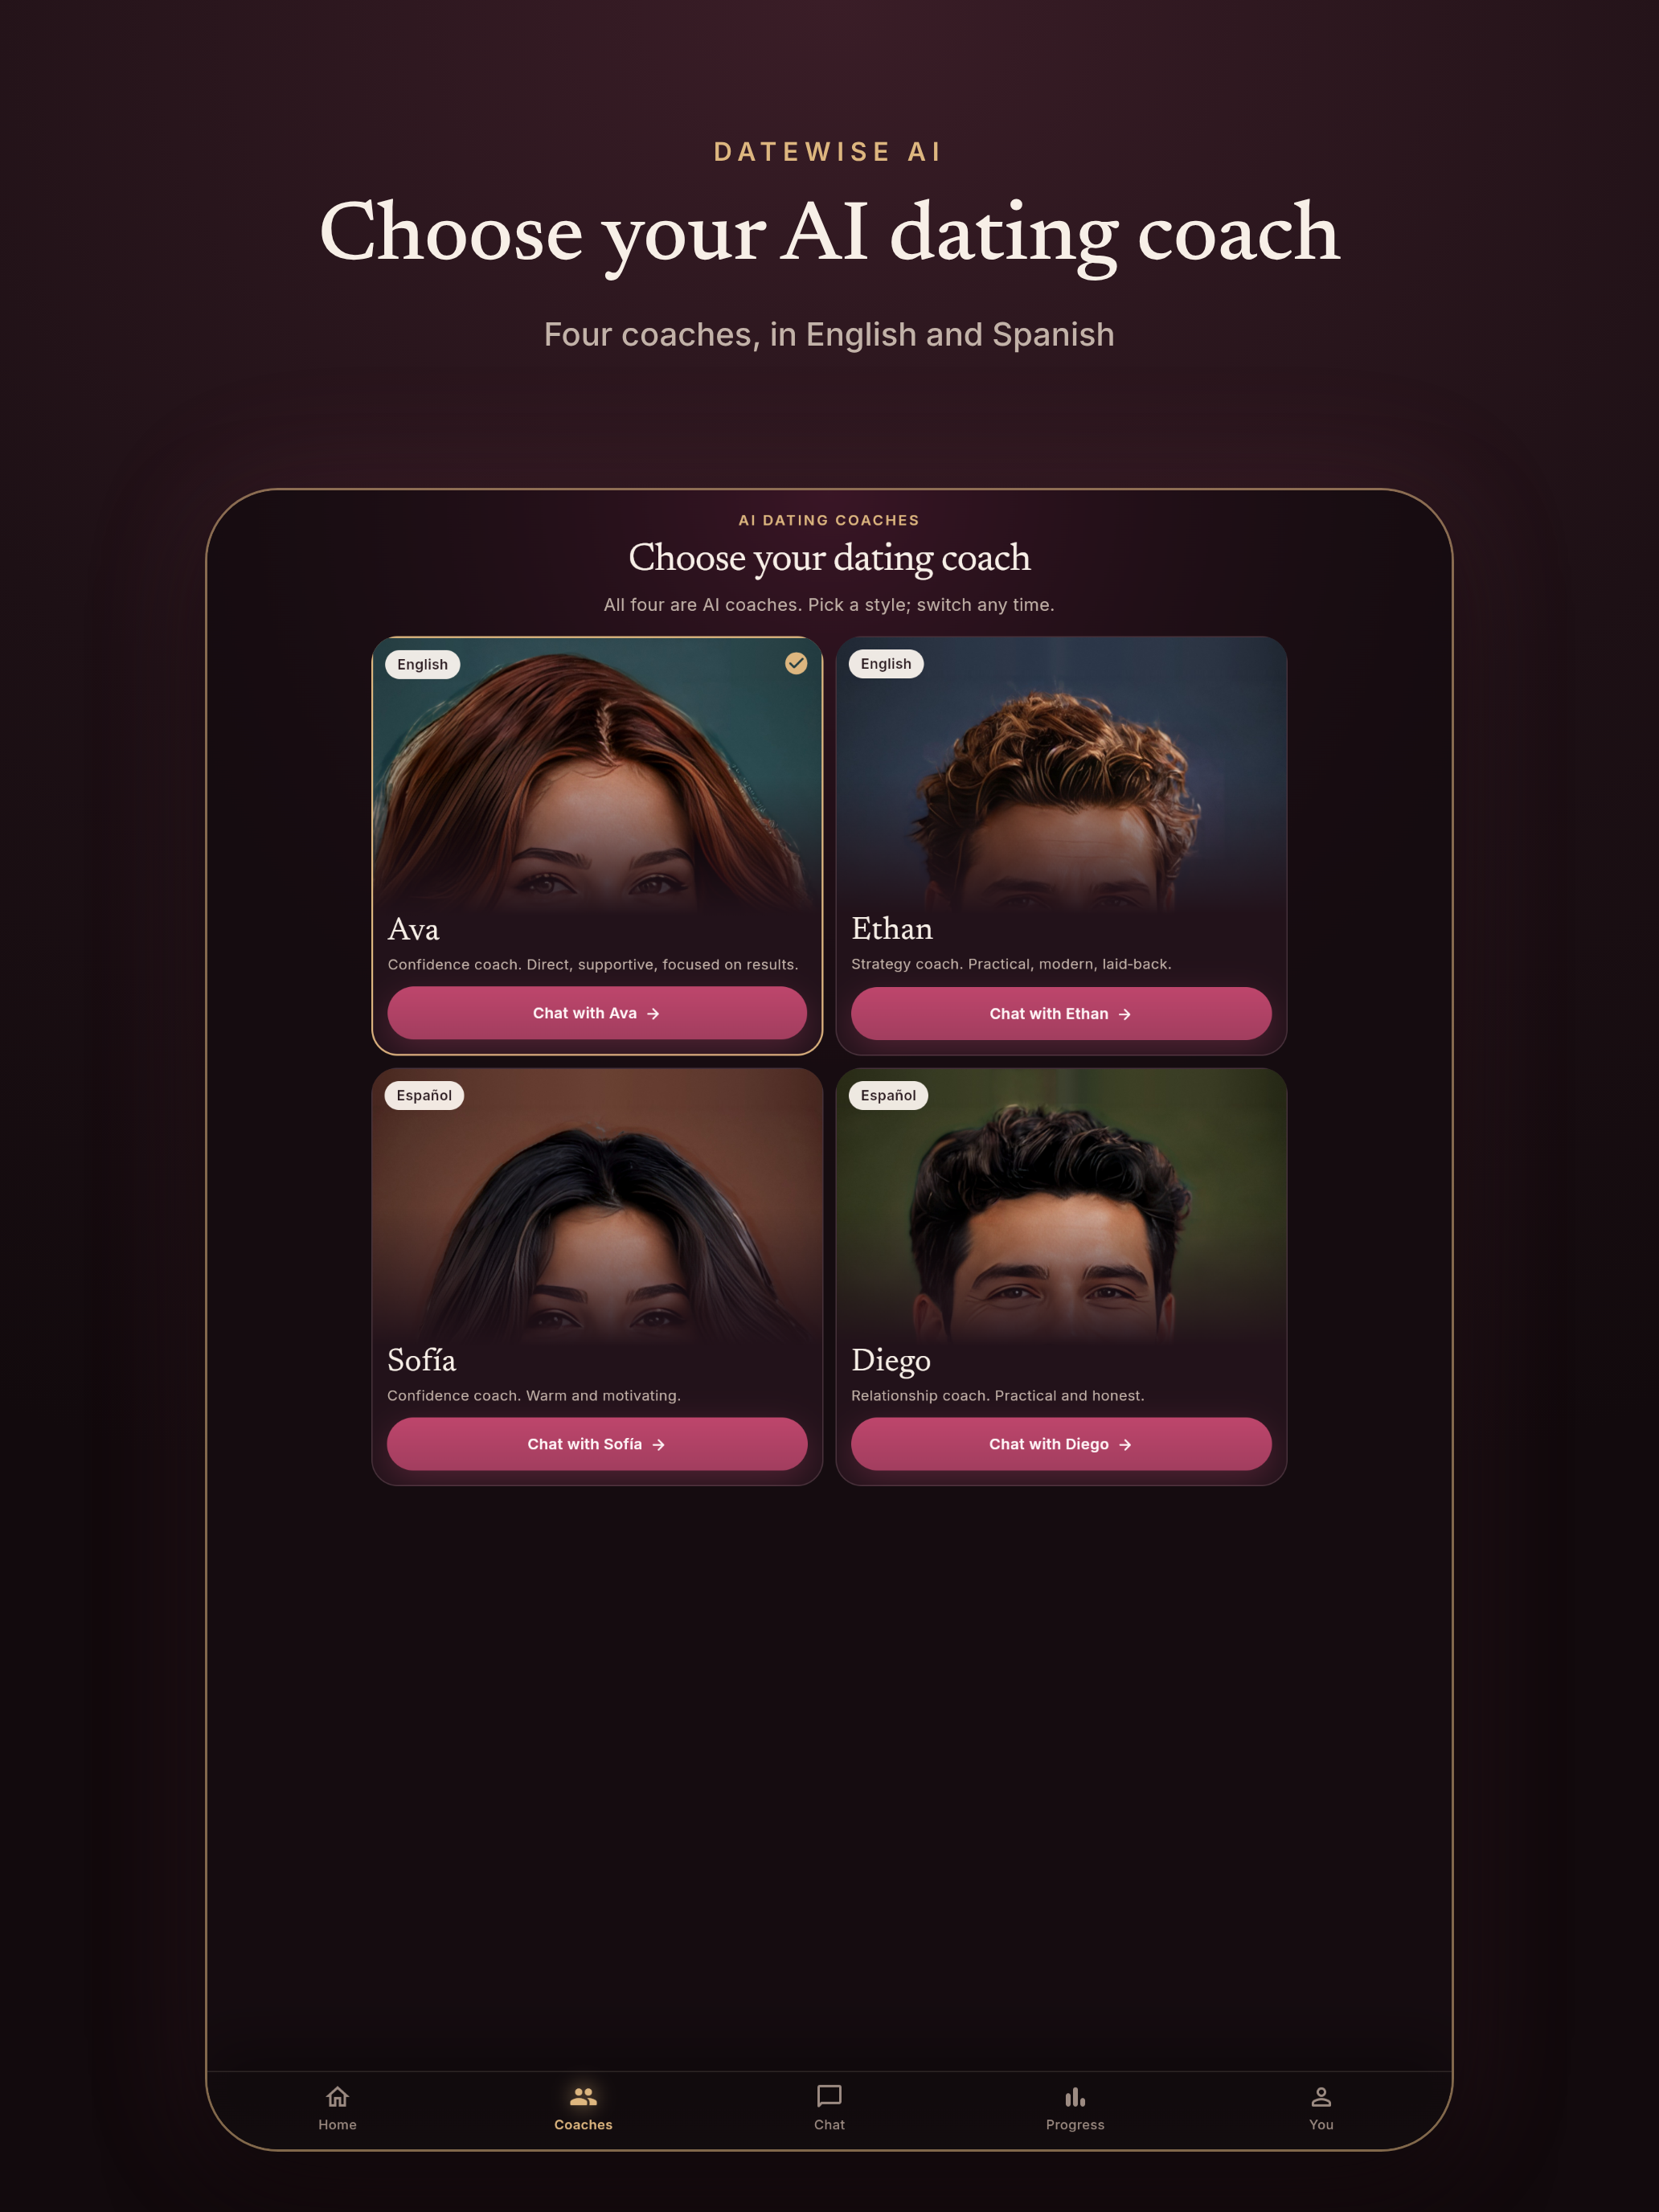 DATEWISE AI
Choose your AI dating coach
Four coaches, in English and Spanish
AI DATING COACHES
Choose your dating coach
All four are AI coaches. Pick a style; switch any time.
English
Ava
Confidence coach. Direct, supportive, focused on results.
Chat with Ava →
English
Ethan
Strategy coach. Practical, modern, laid-back.
Chat with Ethan →
Español
Sofía
Confidence coach. Warm and motivating.
Chat with Sofía →
Español
Diego
Relationship coach. Practical and honest.
Chat with Diego →
Home
Coaches
Chat
Progress
You